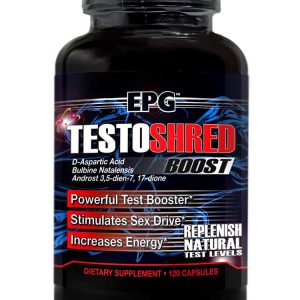 EPG™
TESTOSHRED
BOOST
D-Aspartic Acid
Bulbine Natalensis
Androst 3,5-dien-7, 17-dione
Powerful Test Booster*
Stimulates Sex Drive*
Increases Energy*
REPLENISH
NATURAL
TEST LEVELS
DIETARY SUPPLEMENT • 120 CAPSULES